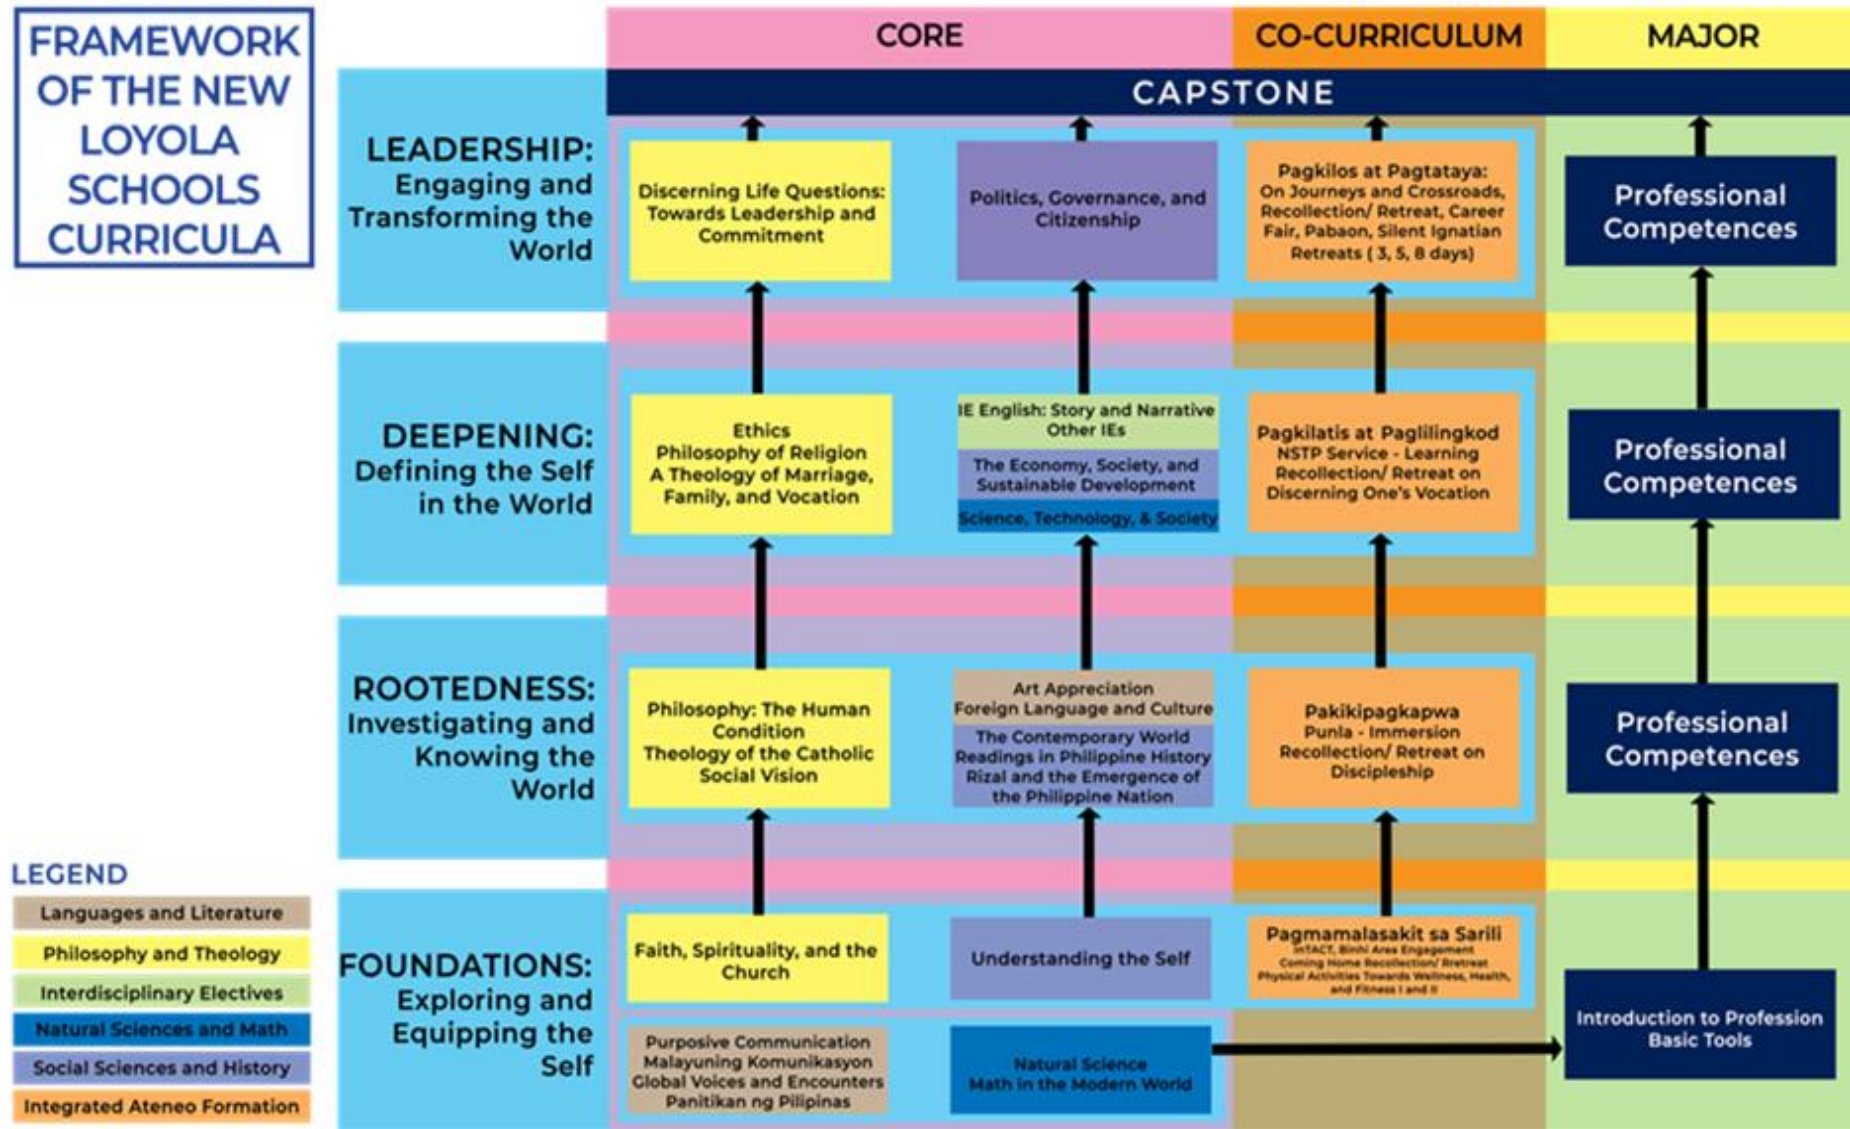 FRAMEWORK
OF THE NEW
LOYOLA
SCHOOLS
CURRICULA
CORE
CO-CURRICULUM
MAJOR
CAPSTONE
LEADERSHIP:
Engaging and
Transforming the
World
Discerning Life Questions:
Towards Leadership and
Commitment
Politics, Governance, and
Citizenship
Pagkilos at Pagtataya:
On Journeys and Crossroads,
Recollection/ Retreat, Career
Fair, Pabaon, Silent Ignatian
Retreats ( 3, 5, 8 days)
Professional
Competences
DEEPENING:
Defining the Self
in the World
Ethics
Philosophy of Religion
A Theology of Marriage,
Family, and Vocation
IE English: Story and Narrative
Other IEs
The Economy, Society, and
Sustainable Development
Science, Technology, & Society
Pagkilatis at Paglilingkod
NSTP Service - Learning
Recollection/ Retreat on
Discerning One's Vocation
Professional
Competences
ROOTEDNESS:
Investigating and
Knowing the
World
Philosophy: The Human
Condition
Theology of the Catholic
Social Vision
Art Appreciation
Foreign Language and Culture
The Contemporary World
Readings in Philippine History
Rizal and the Emergence of
the Philippine Nation
Pakikipagkapwa
Punla - Immersion
Recollection/ Retreat on
Discipleship
Professional
Competences
FOUNDATIONS:
Exploring and
Equipping the
Self
Faith, Spirituality, and the
Church
Understanding the Self
Pagmamalasakit sa Sarili
InTACT, Binhi Area Engagement
Coming Home Recollection/ Rretreat
Physical Activities Towards Wellness, Health,
and Fitness I and II
Purposive Communication
Malayuning Komunikasyon
Global Voices and Encounters
Panitikan ng Pilipinas
Natural Science
Math in the Modern World
Introduction to Profession
Basic Tools
LEGEND
Languages and Literature
Philosophy and Theology
Interdisciplinary Electives
Natural Sciences and Math
Social Sciences and History
Integrated Ateneo Formation